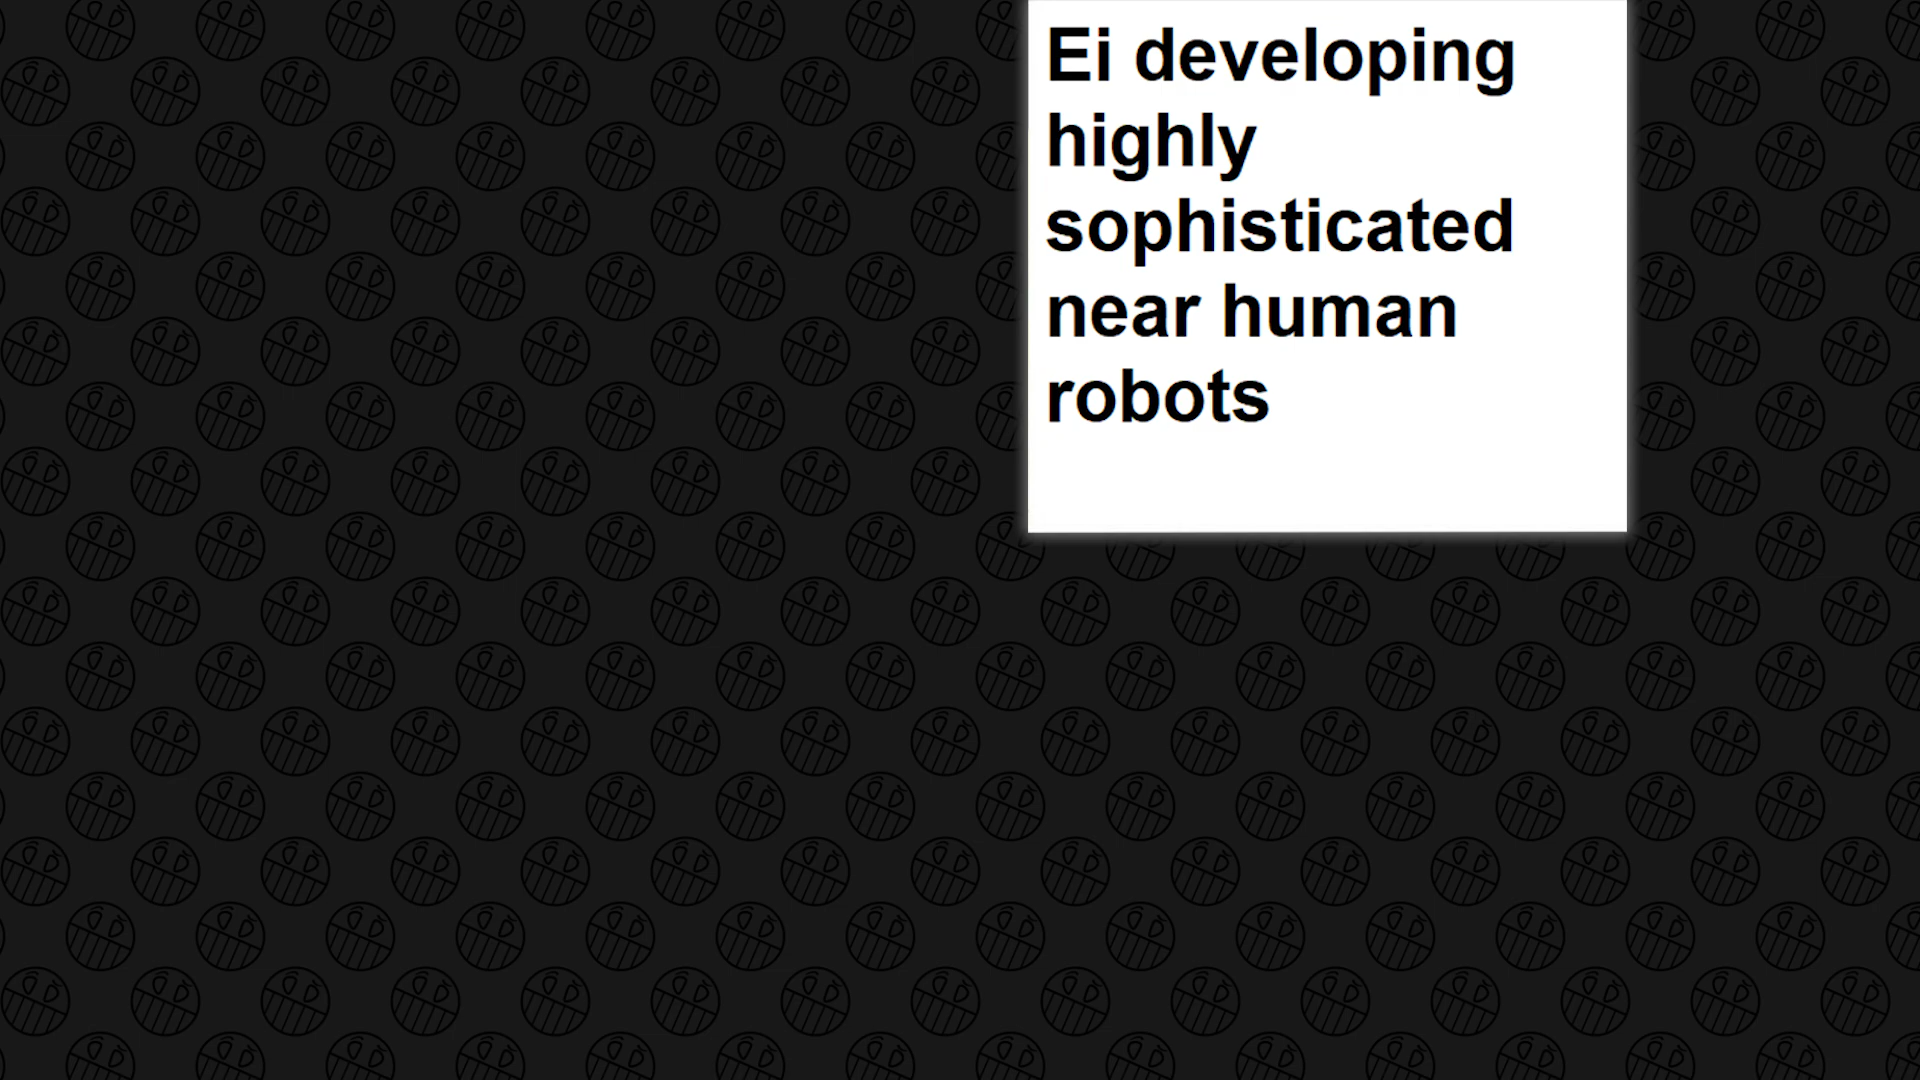 Ei developing
highly
sophisticated
near human
robots